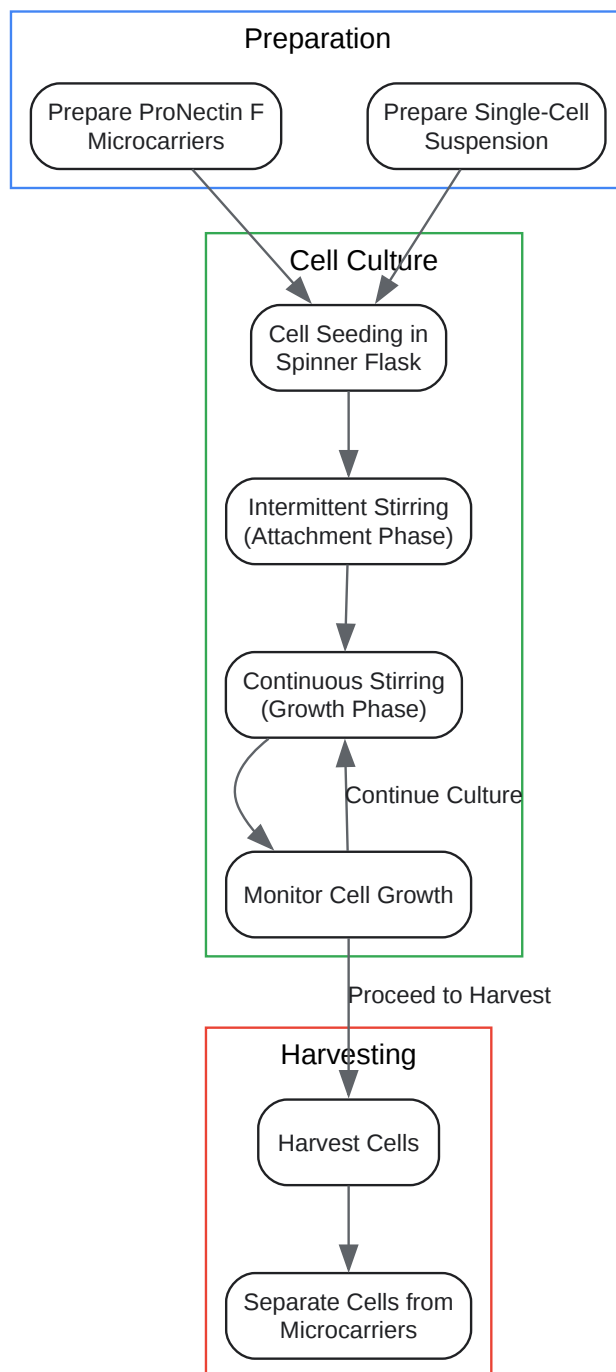 Preparation
Prepare ProNectin F
Microcarriers
Prepare Single-Cell
Suspension
Cell Culture
Cell Seeding in
Spinner Flask
Intermittent Stirring
(Attachment Phase)
Continuous Stirring
(Growth Phase)
Continue Culture
Monitor Cell Growth
Proceed to Harvest
Harvesting
Harvest Cells
Separate Cells from
Microcarriers